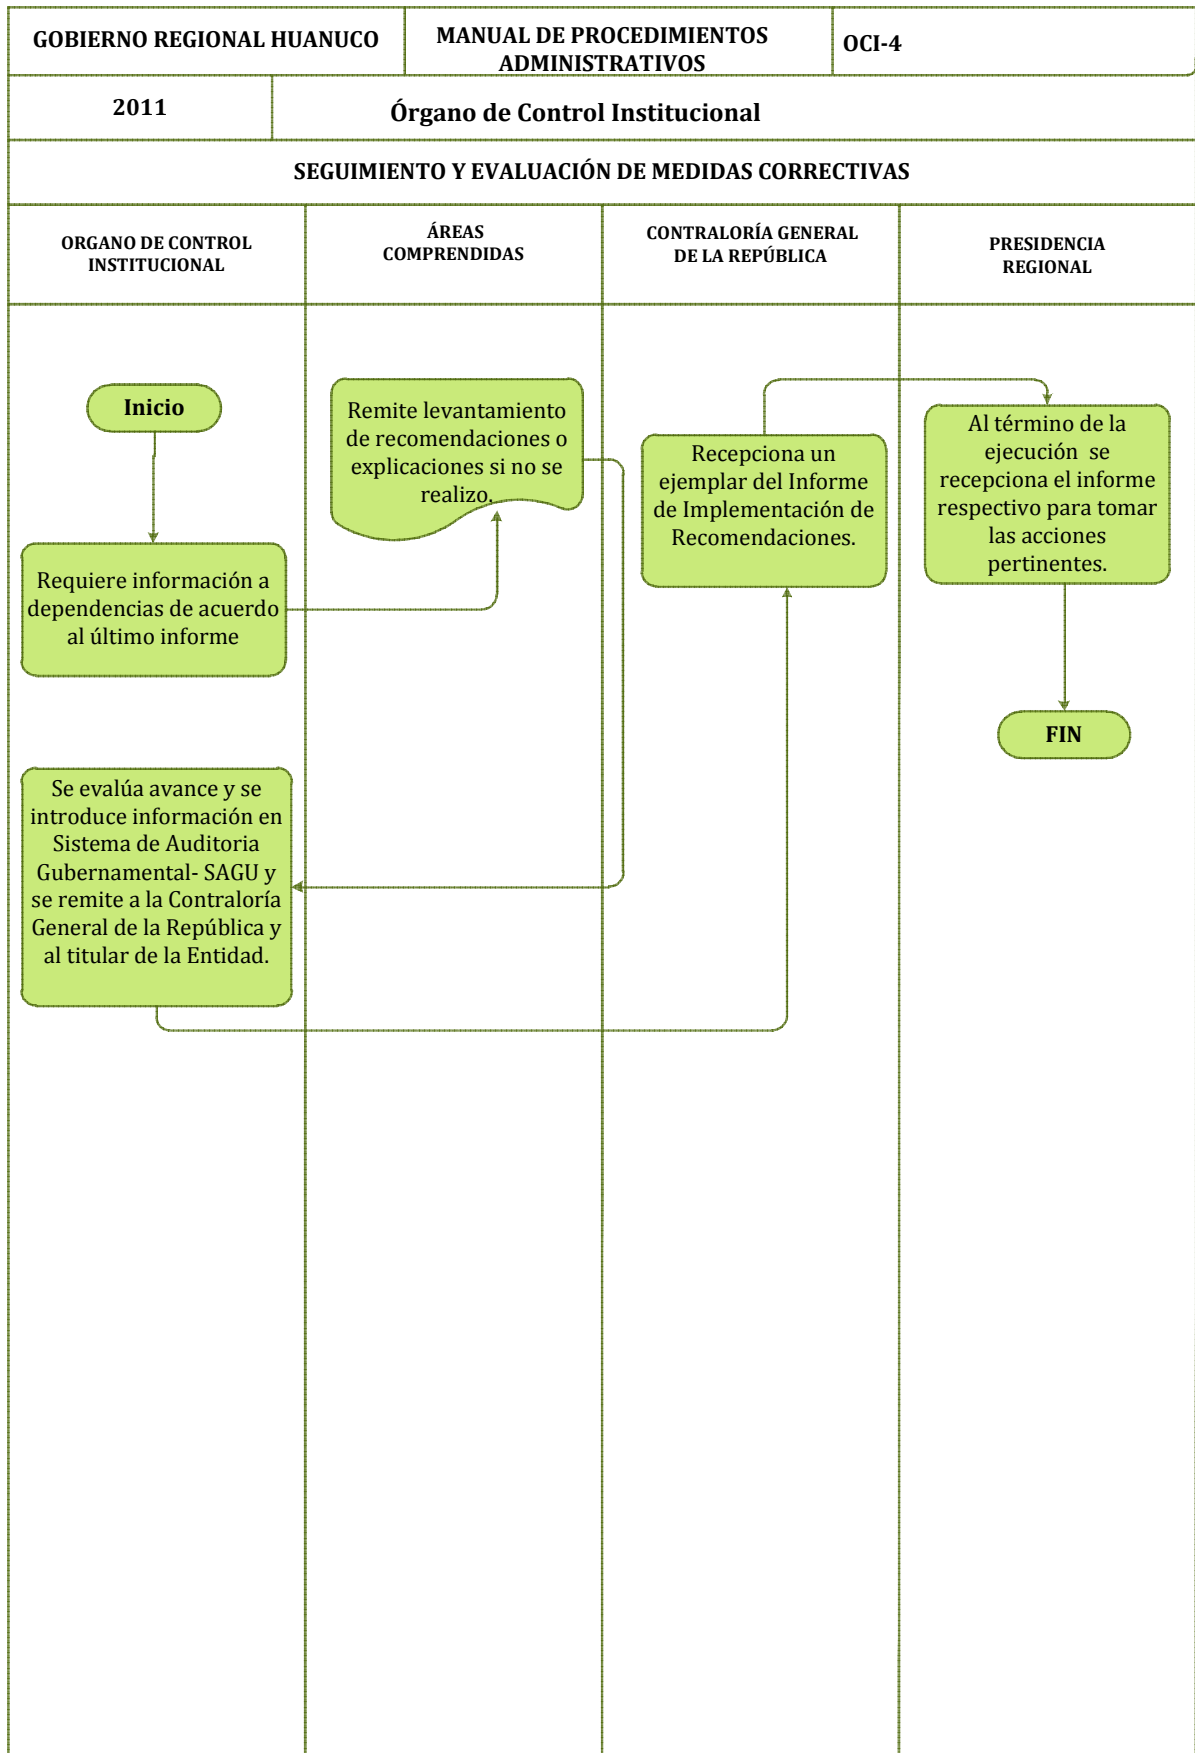 GOBIERNO REGIONAL HUANUCO
MANUAL DE PROCEDIMIENTOS
ADMINISTRATIVOS
OCI-4
2011
Órgano de Control Institucional
SEGUIMIENTO Y EVALUACIÓN DE MEDIDAS CORRECTIVAS
ORGANO DE CONTROL
INSTITUCIONAL
ÁREAS
COMPRENDIDAS
CONTRALORÍA GENERAL
DE LA REPÚBLICA
PRESIDENCIA
REGIONAL
Inicio
Requiere información a
dependencias de acuerdo
al último informe
Remite levantamiento
de recomendaciones o
explicaciones si no se
realizo.
Se evalúa avance y se
introduce información en
Sistema de Auditoria
Gubernamental- SAGU y
se remite a la Contraloría
General de la República y
al titular de la Entidad.
Recepciona un
ejemplar del Informe
de Implementación de
Recomendaciones.
Al término de la
ejecución  se
recepciona el informe
respectivo para tomar
las acciones
pertinentes.
FIN